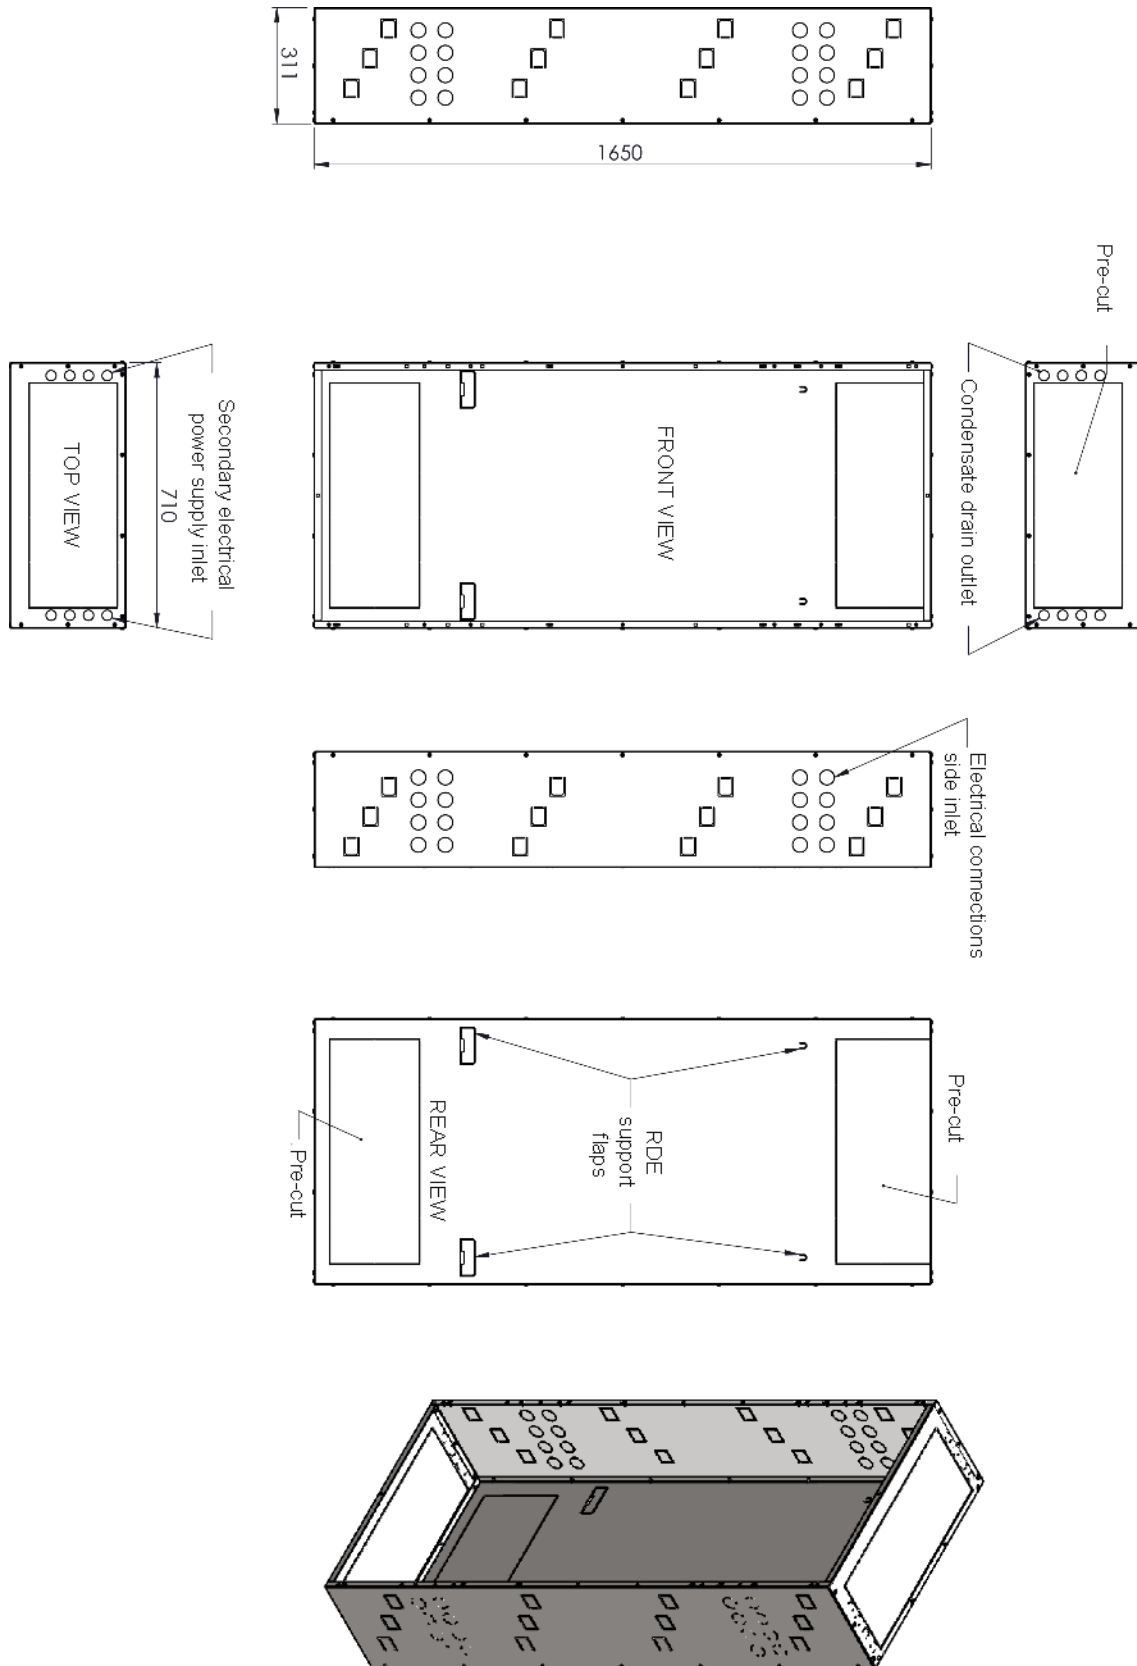 311
1650
Pre-cut
Secondary electrical
power supply inlet
TOP VIEW
710
FRONT VIEW
Condensate drain outlet
Electrical connections
side inlet
REAR VIEW
RDE
support
flaps
Pre-cut
Pre-cut